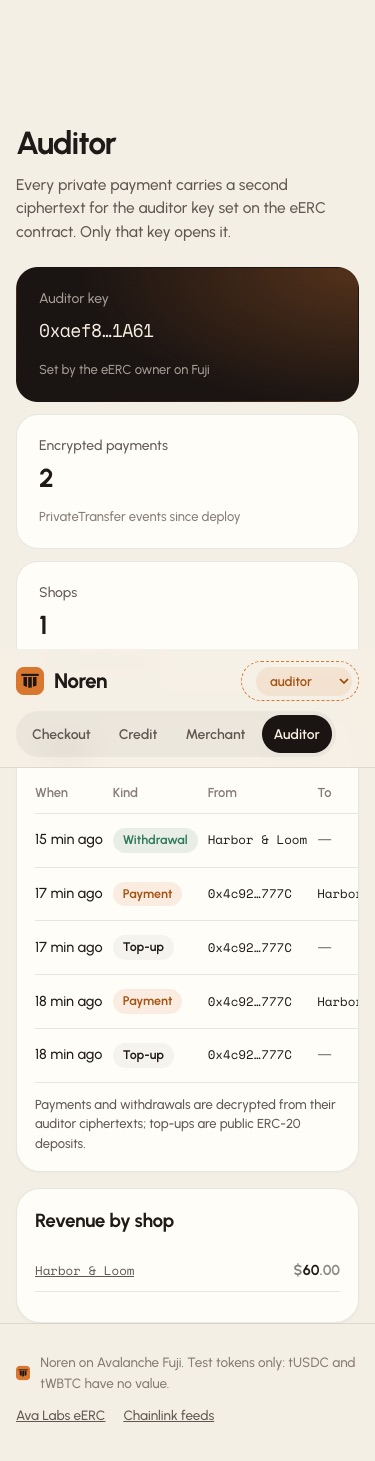 Auditor
Every private payment carries a second
ciphertext for the auditor key set on the eERC
contract. Only that key opens it.
Auditor key
0xaef8…1A61
Set by the eERC owner on Fuji
Encrypted payments
2
PrivateTransfer events since deploy
Shops
1
Noren auditor
Checkout Credit Merchant Auditor
When Kind From To
15 min ago Withdrawal Harbor & Loom —
17 min ago Payment 0x4c92…777C Harbor
17 min ago Top-up 0x4c92…777C —
18 min ago Payment 0x4c92…777C Harbor
18 min ago Top-up 0x4c92…777C —
Payments and withdrawals are decrypted from their
auditor ciphertexts; top-ups are public ERC-20
deposits.
Revenue by shop
Harbor & Loom $60.00
Noren on Avalanche Fuji. Test tokens only: tUSDC and
tWBTC have no value.
Ava Labs eERC Chainlink feeds